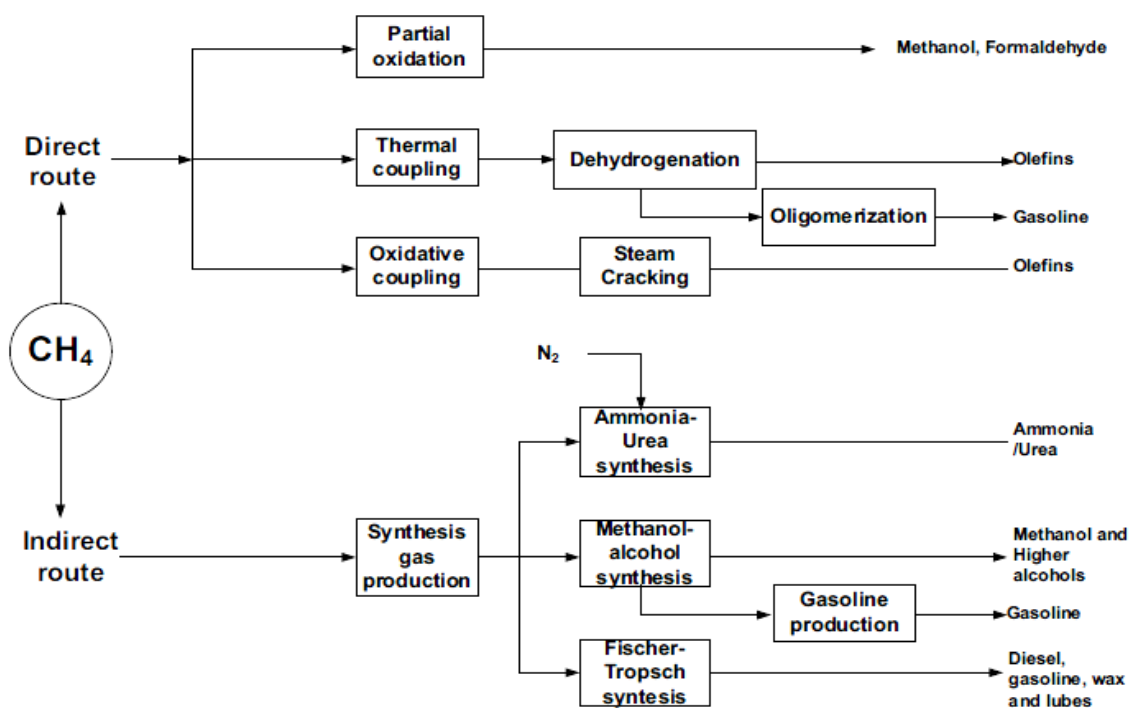 Partial
oxidation
Methanol, Formaldehyde
Direct
route
Thermal
coupling
Dehydrogenation
Olefins
Oligomerization
Gasoline
Oxidative
coupling
Steam
Cracking
Olefins
CH₄
N₂
Ammonia-
Urea
synthesis
Ammonia
/Urea
Indirect
route
Synthesis
gas
production
Methanol-
alcohol
synthesis
Methanol and
Higher
alcohols
Gasoline
production
Gasoline
Fischer-
Tropsch
syntesis
Diesel,
gasoline, wax
and lubes